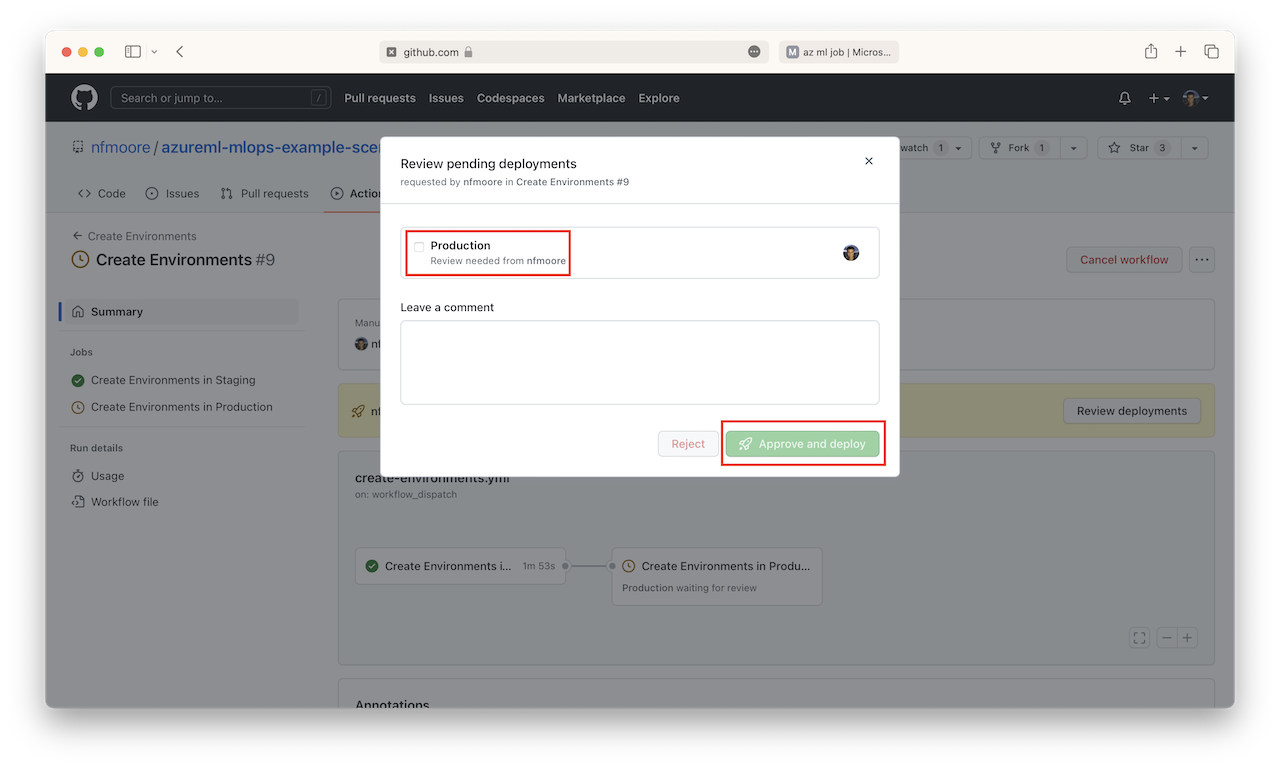 github.com
M az ml job | Micros...
Search or jump to... /
Pull requests Issues Codespaces Marketplace Explore
nfmoore / azureml-mlops-example-sce
watch 1 Fork 1 Star 3
Code Issues Pull requests Actio
Review pending deployments
requested by nfmoore in Create Environments #9
Create Environments
Create Environments #9
Cancel workflow
Production
Review needed from nfmoore
Leave a comment
Reject Approve and deploy
Summary
Jobs
Create Environments in Staging
Create Environments in Production
Run details
Usage
Workflow file
Manu
nf
nf
Review deployments
create-environments.yml
on: workflow_dispatch
Create Environments i... 1m 53s
Create Environments in Produ...
Production waiting for review
Annotations